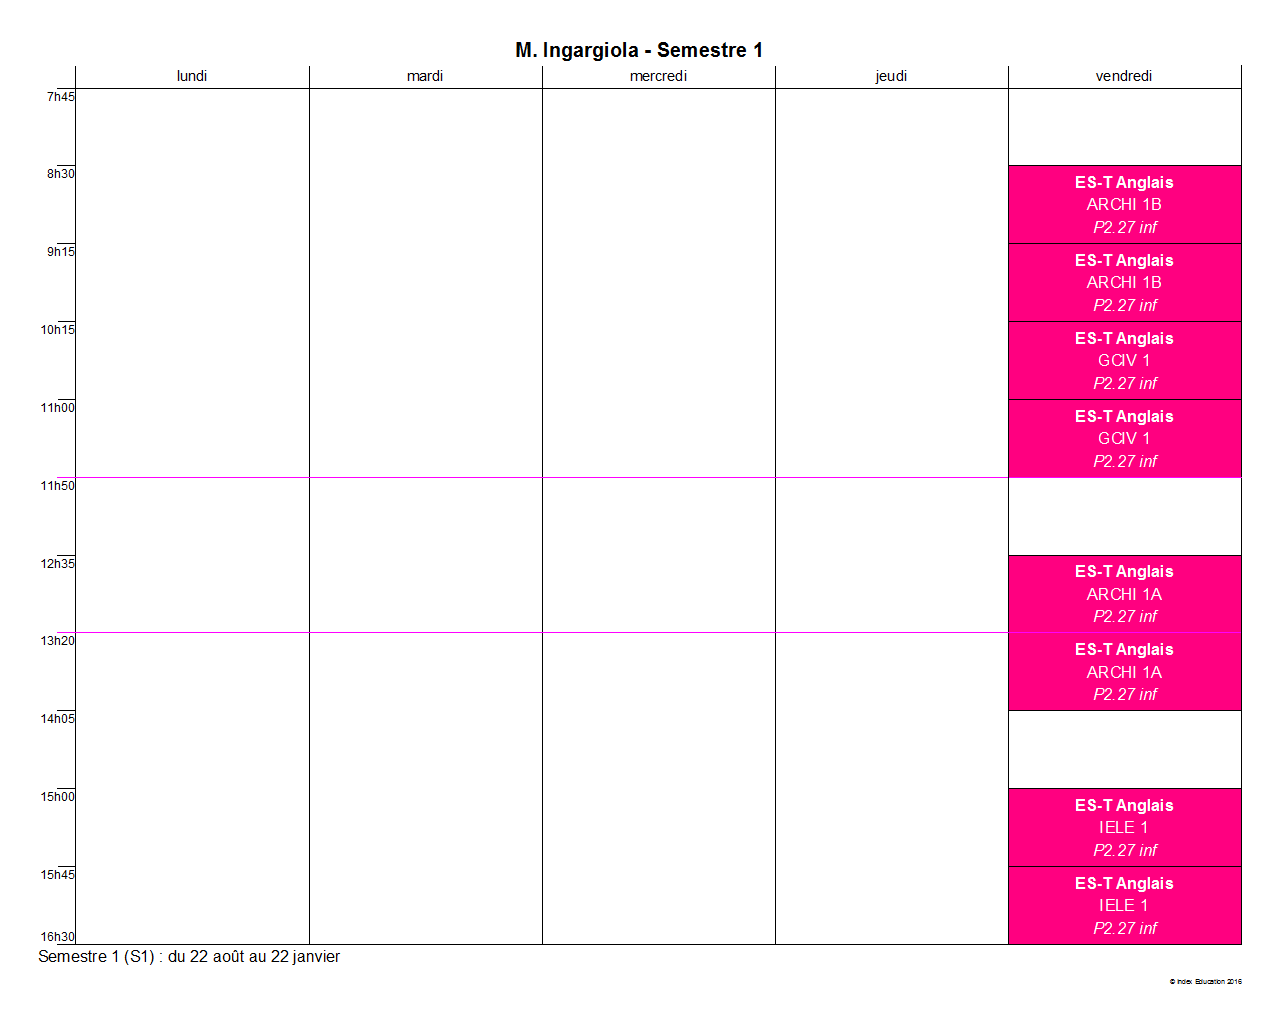 M. Ingargiola - Semestre 1
lundi mardi mercredi jeudi vendredi
7h45
8h30
ES-T Anglais
ARCHI 1B
P2.27 inf
9h15
ES-T Anglais
ARCHI 1B
P2.27 inf
10h15
ES-T Anglais
GCIV 1
P2.27 inf
11h00
ES-T Anglais
GCIV 1
P2.27 inf
11h50
12h35
ES-T Anglais
ARCHI 1A
P2.27 inf
13h20
ES-T Anglais
ARCHI 1A
P2.27 inf
14h05
15h00
ES-T Anglais
IELE 1
P2.27 inf
15h45
ES-T Anglais
IELE 1
P2.27 inf
16h30
Semestre 1 (S1) : du 22 août au 22 janvier
© Index Education 2016